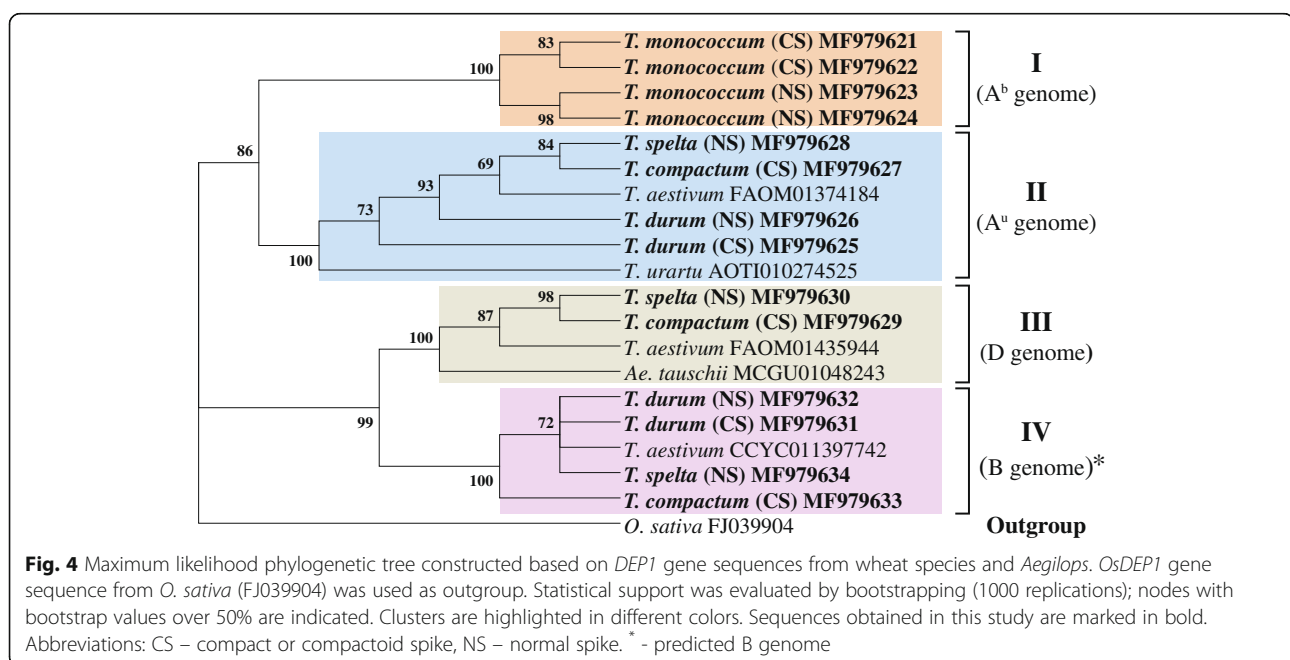 83
T. monococcum (CS) MF979621
T. monococcum (CS) MF979622
100
T. monococcum (NS) MF979623
98
T. monococcum (NS) MF979624
I
(Aᵇ genome)
86
84
T. spelta (NS) MF979628
69
T. compactum (CS) MF979627
93
T. aestivum FAOM01374184
73
T. durum (NS) MF979626
T. durum (CS) MF979625
100
T. urartu AOTI010274525
II
(Aᵘ genome)
98
T. spelta (NS) MF979630
87
T. compactum (CS) MF979629
100
T. aestivum FAOM01435944
Ae. tauschii MCGU01048243
III
(D genome)
99
T. durum (NS) MF979632
72
T. durum (CS) MF979631
T. aestivum CCYC011397742
T. spelta (NS) MF979634
100
T. compactum (CS) MF979633
IV
(B genome)*
O. sativa FJ039904
Outgroup
Fig. 4 Maximum likelihood phylogenetic tree constructed based on DEP1 gene sequences from wheat species and Aegilops. OsDEP1 gene
sequence from O. sativa (FJ039904) was used as outgroup. Statistical support was evaluated by bootstrapping (1000 replications); nodes with
bootstrap values over 50% are indicated. Clusters are highlighted in different colors. Sequences obtained in this study are marked in bold.
Abbreviations: CS – compact or compactoid spike, NS – normal spike. * - predicted B genome